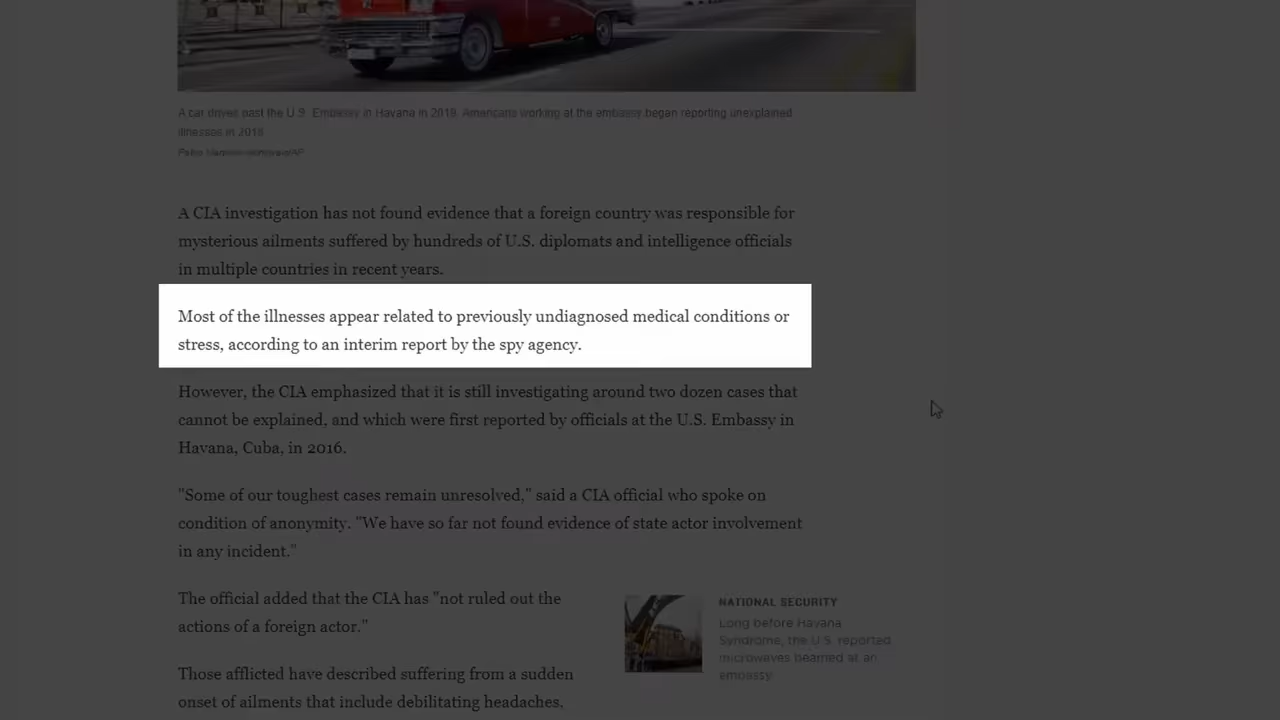 A car drives past the U.S. Embassy in Havana in 2019. Americans working at the embassy began reporting unexplained
illnesses in 2016.
A CIA investigation has not found evidence that a foreign country was responsible for
mysterious ailments suffered by hundreds of U.S. diplomats and intelligence officials
in multiple countries in recent years.
Most of the illnesses appear related to previously undiagnosed medical conditions or
stress, according to an interim report by the spy agency.
However, the CIA emphasized that it is still investigating around two dozen cases that
cannot be explained, and which were first reported by officials at the U.S. Embassy in
Havana, Cuba, in 2016.
"Some of our toughest cases remain unresolved," said a CIA official who spoke on
condition of anonymity. "We have so far not found evidence of state actor involvement
in any incident."
The official added that the CIA has "not ruled out the
actions of a foreign actor."
Those afflicted have described suffering from a sudden
onset of ailments that include debilitating headaches,
NATIONAL SECURITY
Long before Havana
Syndrome, the U.S. reported
microwaves beamed at an
embassy